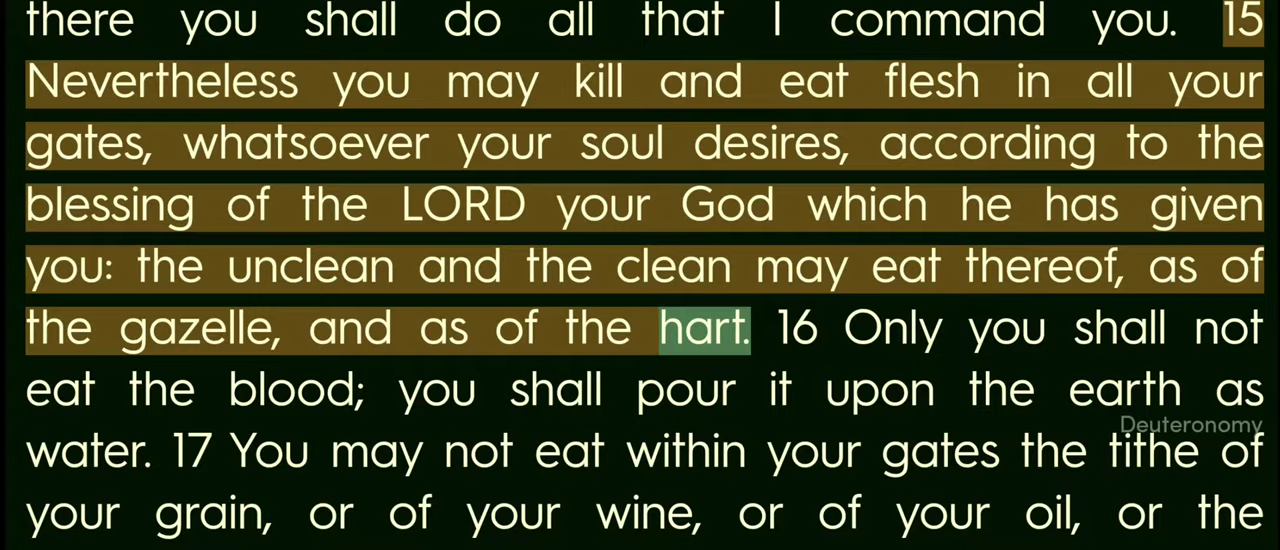 there you shall do all that I command you. 15
Nevertheless you may kill and eat flesh in all your
gates, whatsoever your soul desires, according to the
blessing of the LORD your God which he has given
you: the unclean and the clean may eat thereof, as of
the gazelle, and as of the hart. 16 Only you shall not
eat the blood; you shall pour it upon the earth as
Deuteronomy
water. 17 You may not eat within your gates the tithe of
your grain, or of your wine, or of your oil, or the